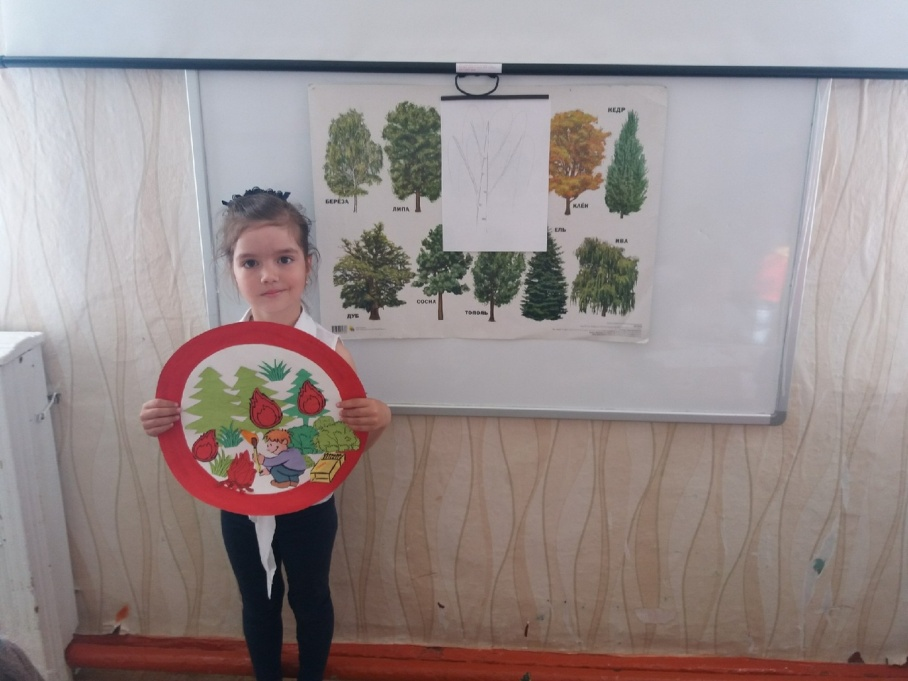 БЕРЁЗА
ЛИПА
КЛЁН
КЕДР
ДУБ
СОСНА
ТОПОЛЬ
ЕЛЬ
ИВА